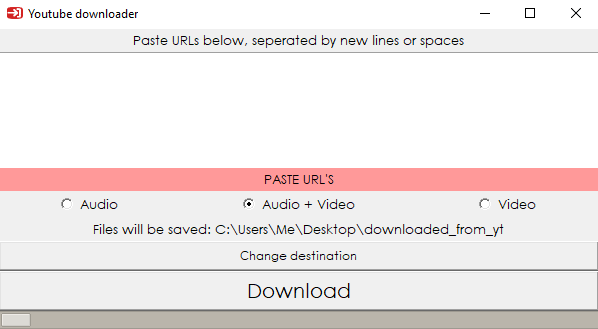 Youtube downloader
Paste URLs below, seperated by new lines or spaces
PASTE URL'S
Audio Audio + Video Video
Files will be saved: C:\Users\Me\Desktop\downloaded_from_yt
Change destination
Download